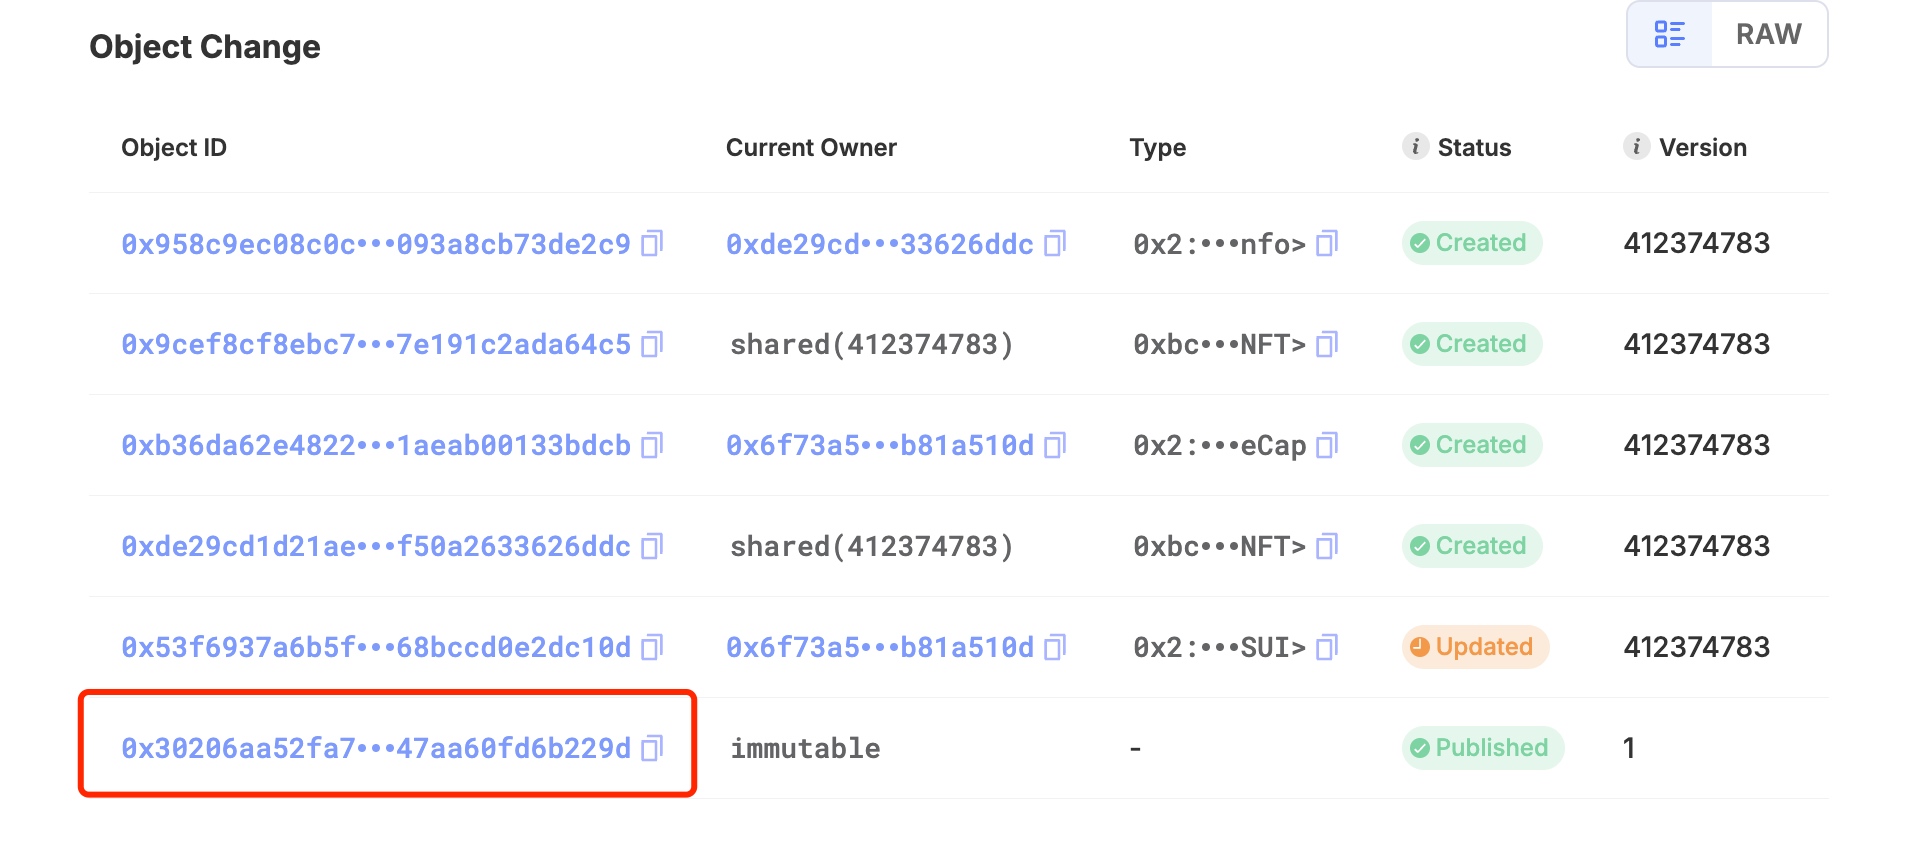 Object Change
RAW
Object ID Current Owner Type Status Version
0x958c9ec08c0c•••093a8cb73de2c9 0xde29cd•••33626ddc 0x2:•••nfo> Created 412374783
0x9cef8cf8ebc7•••7e191c2ada64c5 shared(412374783) 0xbc•••NFT> Created 412374783
0xb36da62e4822•••1aeab00133bdcb 0x6f73a5•••b81a510d 0x2:•••eCap Created 412374783
0xde29cd1d21ae•••f50a2633626ddc shared(412374783) 0xbc•••NFT> Created 412374783
0x53f6937a6b5f•••68bccd0e2dc10d 0x6f73a5•••b81a510d 0x2:•••SUI> Updated 412374783
0x30206aa52fa7•••47aa60fd6b229d immutable - Published 1